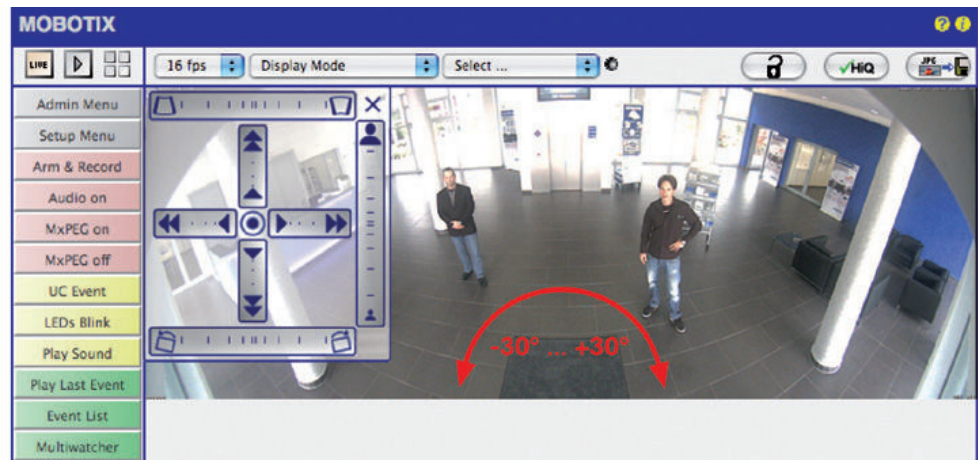 MOBOTIX
? i
LIVE
16 fps
Display Mode
Select ...
HiQ
JPG
Admin Menu
Setup Menu
Arm & Record
Audio on
MxPEG on
MxPEG off
UC Event
LEDs Blink
Play Sound
Play Last Event
Event List
Multiwatcher
-30° ... +30°